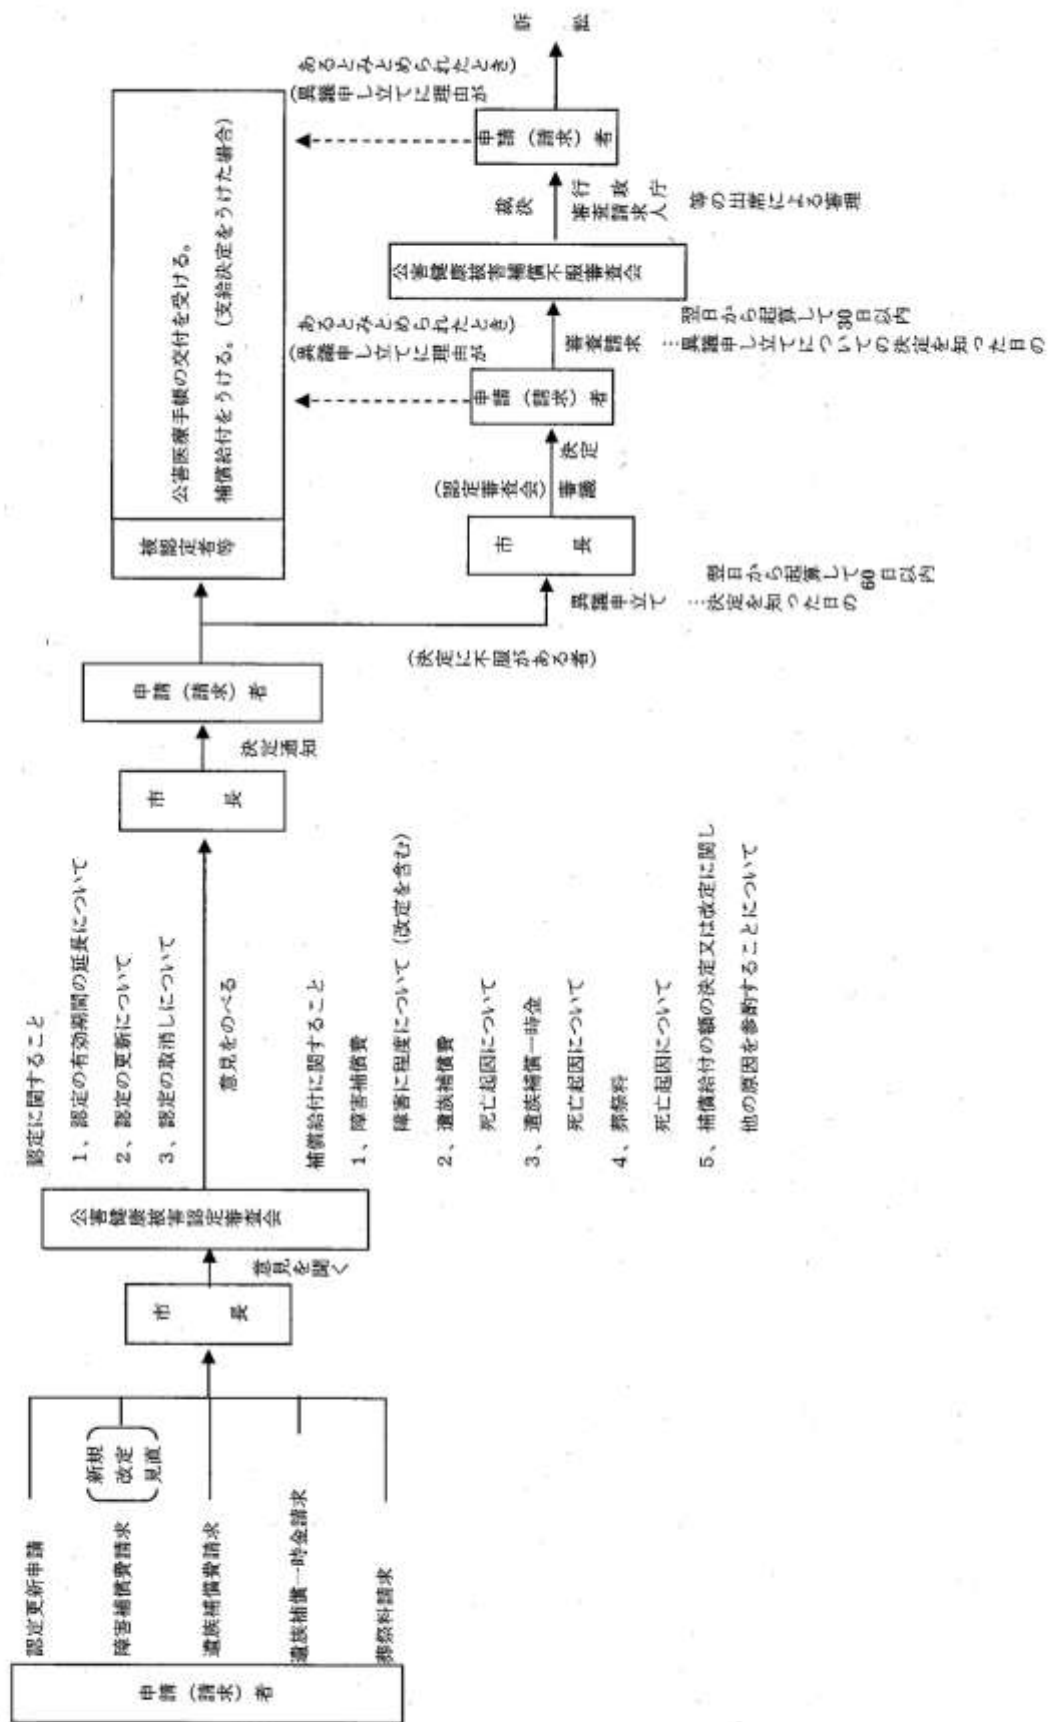 申請（請求）者
認定更新申請
障害補償費請求
新規
改定
見直
遺族補償費請求
遺族補償一時金請求
葬祭料請求
市　長
意見を聞く
公害健康被害認定審査会
認定に関すること
1、認定の有効期間の延長について
2、認定の更新について
3、認定の取消しについて
意見をのべる
補償給付に関すること
1、障害補償費
障害に程度について（改定を含む）
2、遺族補償費
死亡起因について
3、遺族補償一時金
死亡起因について
4、葬祭料
死亡起因について
5、補償給付の額の決定又は改定に関し
他の原因を参酌することについて
市　長
決定通知
申請（請求）者
被認定者等
公害医療手帳の交付を受ける。
補償給付をうける。（支給決定をうけた場合）
（決定に不服がある者）
異議申立て　…決定を知った日の
翌日から起算して60日以内
市　長
（認定審査会）審議
決定
申請（請求）者
（異議申し立てに理由が
あるとみとめられたとき）
審査請求　…異議申し立てについての決定を知った日の
翌日から起算して30日以内
公害健康被害補償不服審査会
裁決
行政庁
審査請求人
等の出席による審理
申請（請求）者
（異議申し立てに理由が
あるとみとめられたとき）
訴　訟